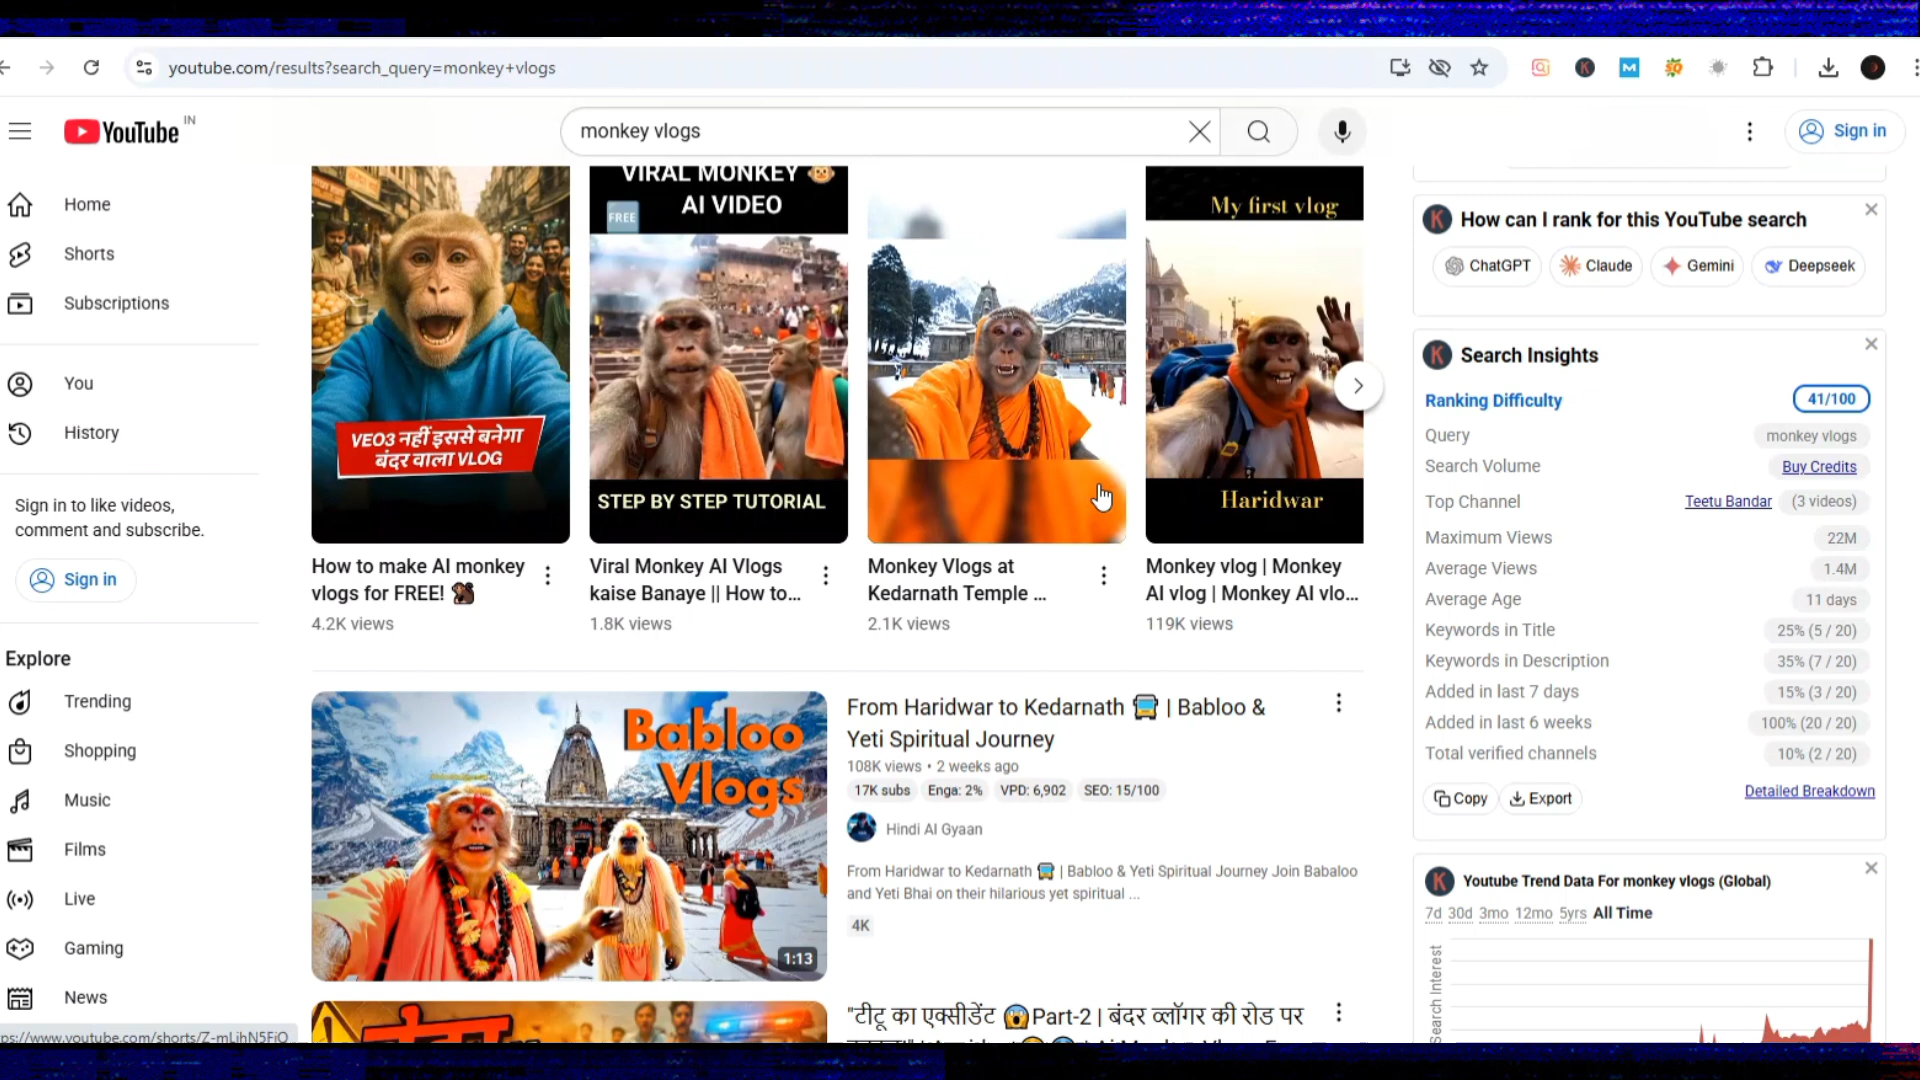 youtube.com/results?search_query=monkey+vlogs
YouTube IN
monkey vlogs
Sign in
Home
Shorts
Subscriptions
You
History
Sign in to like videos,
comment and subscribe.
Sign in
Explore
Trending
Shopping
Music
Films
Live
Gaming
News
ps://www.youtube.com/shorts/Z-mLihN5FiQ
VEO3 नहीं इससे बनेगा
बंदर वाला VLOG
How to make AI monkey
vlogs for FREE!
4.2K views
VIRAL MONKEY
FREE
AI VIDEO
STEP BY STEP TUTORIAL
Viral Monkey AI Vlogs
kaise Banaye || How to...
1.8K views
Monkey Vlogs at
Kedarnath Temple ...
2.1K views
My first vlog
Haridwar
Monkey vlog | Monkey
AI vlog | Monkey AI vlo...
119K views
Babloo
Vlogs
1:13
From Haridwar to Kedarnath 🚍 | Babloo &
Yeti Spiritual Journey
108K views • 2 weeks ago
17K subs Enga: 2% VPD: 6,902 SEO: 15/100
Hindi AI Gyaan
From Haridwar to Kedarnath 🚍 | Babloo & Yeti Spiritual Journey Join Babaloo
and Yeti Bhai on their hilarious yet spiritual ...
4K
"टीटू का एक्सीडेंट 😱Part-2 | बंदर व्लॉगर की रोड पर
How can I rank for this YouTube search
ChatGPT Claude Gemini Deepseek
Search Insights
Ranking Difficulty 41/100
Query monkey vlogs
Search Volume Buy Credits
Top Channel Teetu Bandar (3 videos)
Maximum Views 22M
Average Views 1.4M
Average Age 11 days
Keywords in Title 25% (5 / 20)
Keywords in Description 35% (7 / 20)
Added in last 7 days 15% (3 / 20)
Added in last 6 weeks 100% (20 / 20)
Total verified channels 10% (2 / 20)
Copy Export Detailed Breakdown
Youtube Trend Data For monkey vlogs (Global)
7d 30d 3mo 12mo 5yrs All Time
Search Interest